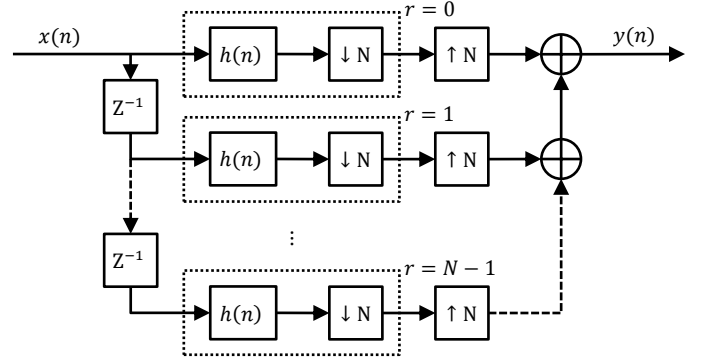 r = 0
x(n) h(n) ↓ N ↑ N y(n)
Z⁻¹
r = 1
h(n) ↓ N ↑ N
⋮
Z⁻¹
r = N − 1
h(n) ↓ N ↑ N